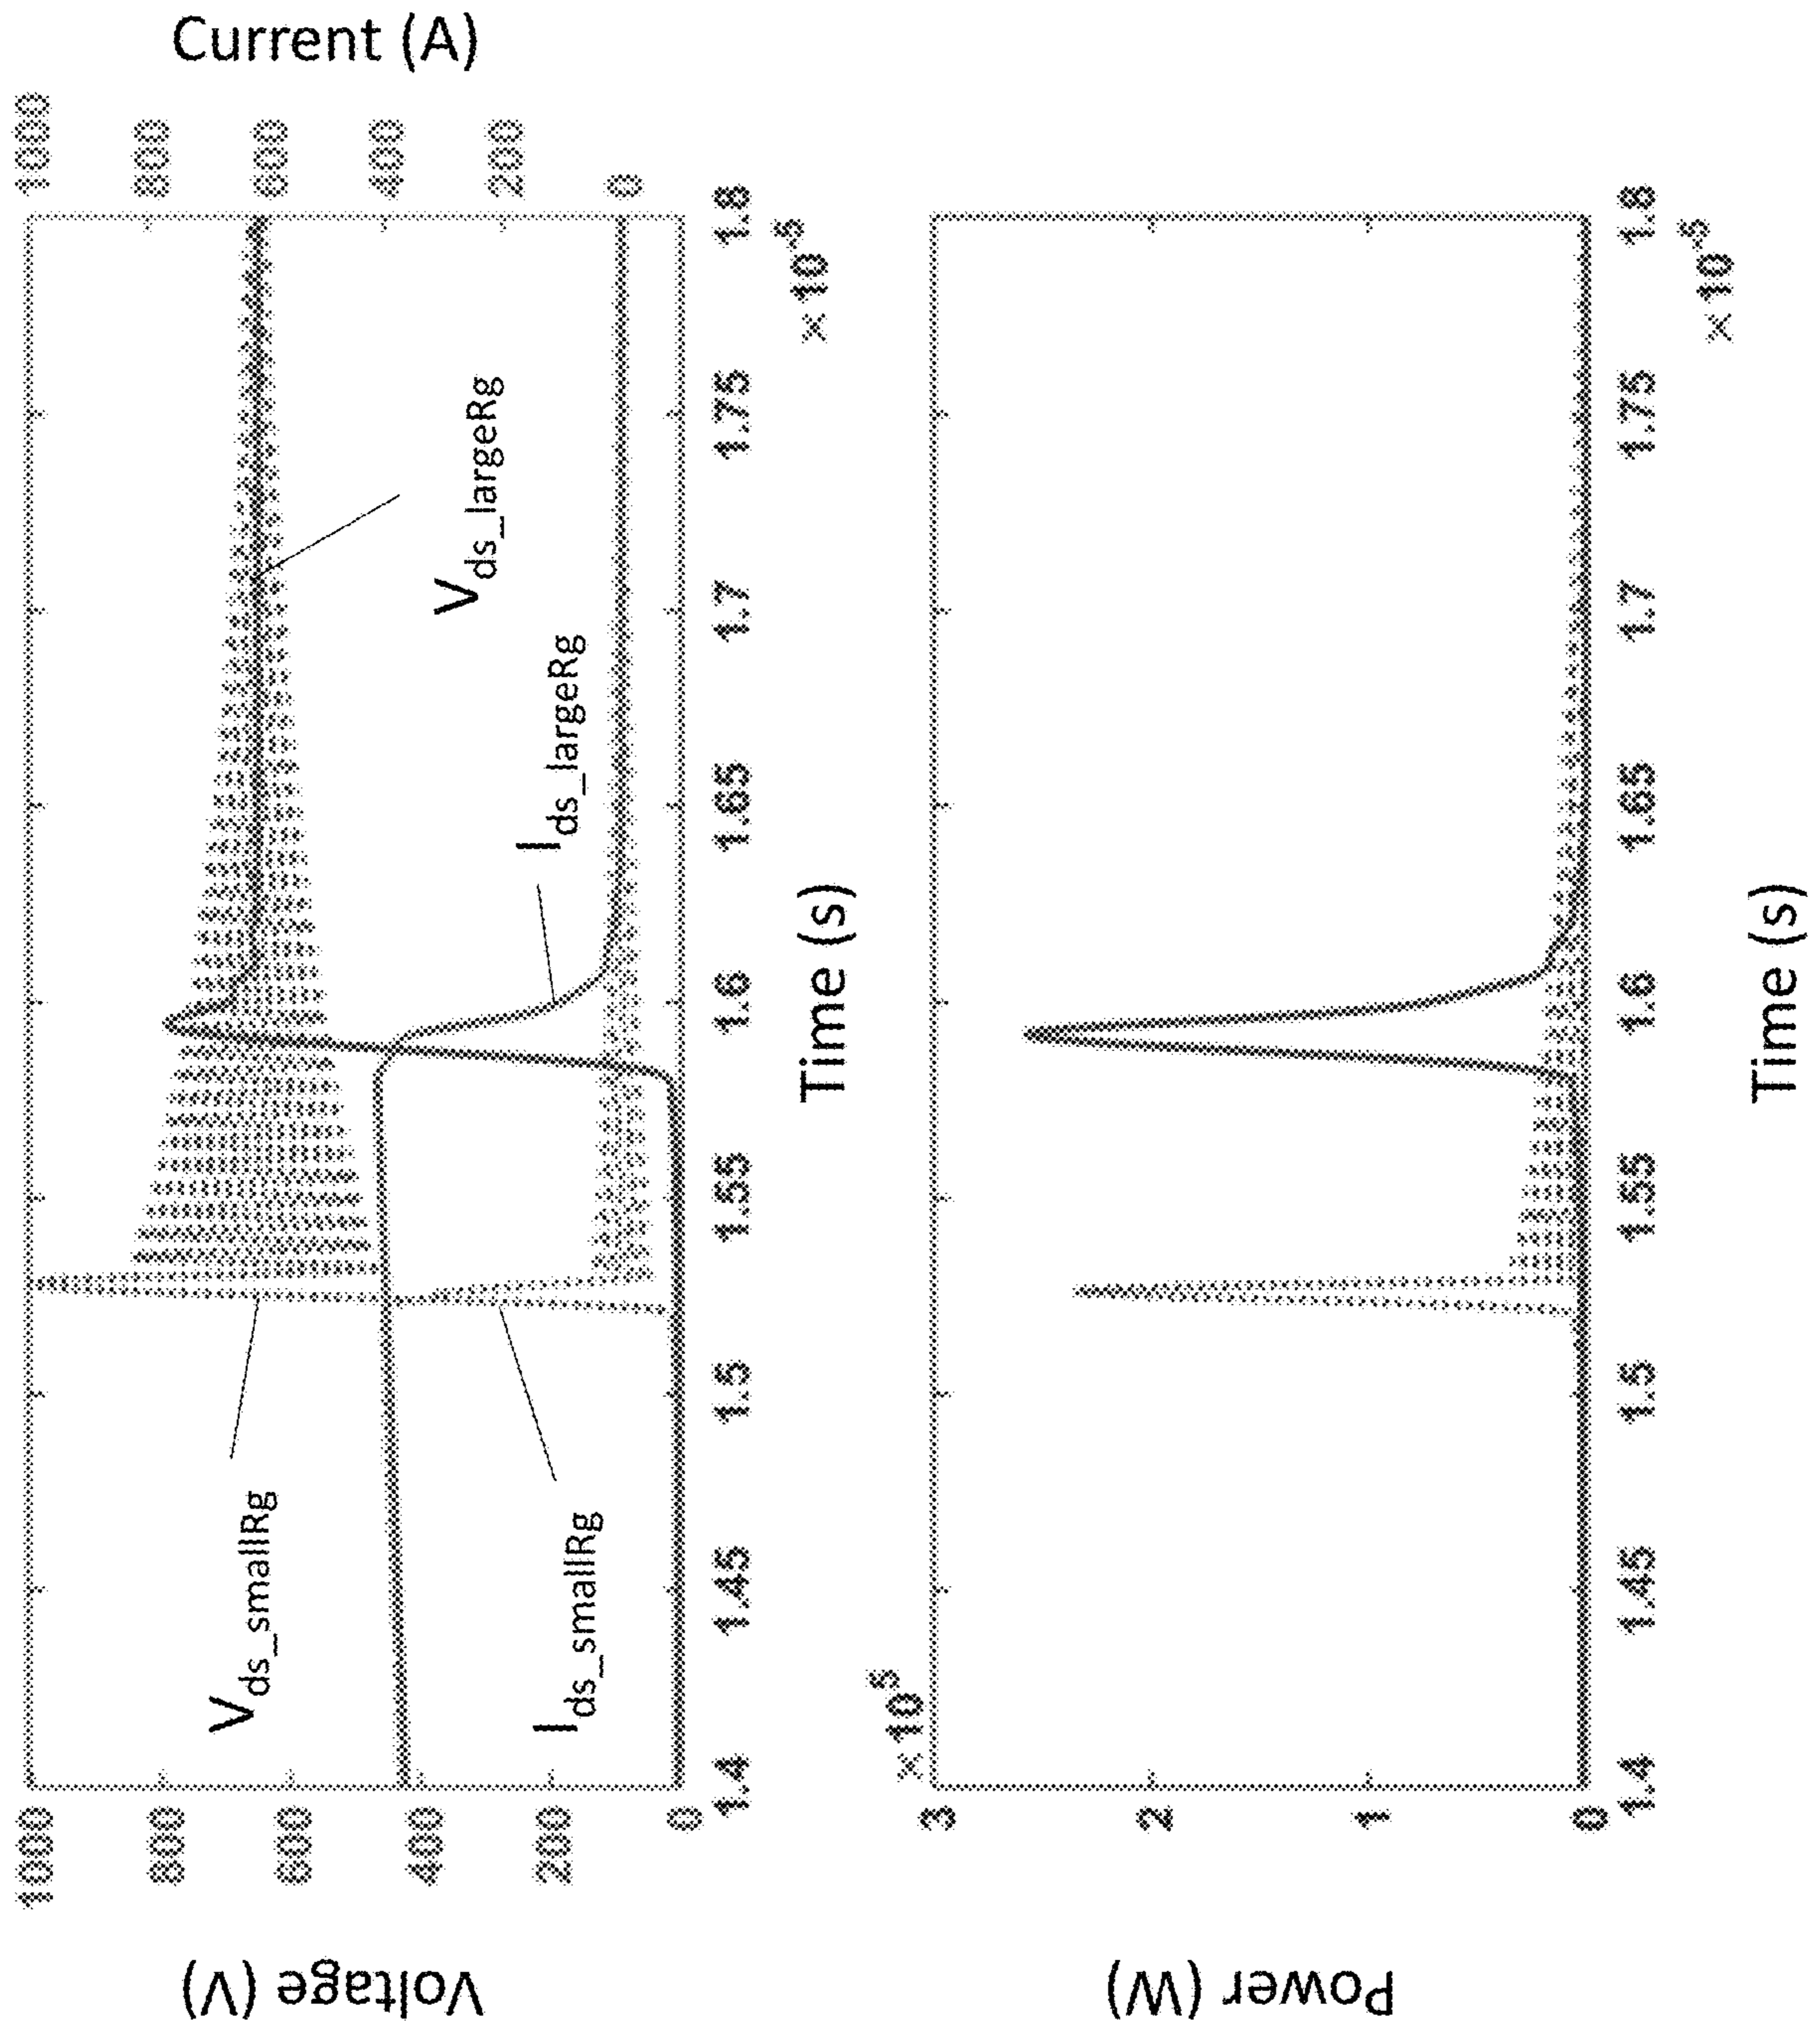 Current (A)
1000
800
600
400
200
0
1000
800
600
400
200
0
Voltage (V)
V_ds_smallRg
I_ds_smallRg
V_ds_largeRg
I_ds_largeRg
1.4 1.45 1.5 1.55 1.6 1.65 1.7 1.75 1.8
× 10^-5
Time (s)
× 10^5
3
2
1
0
Power (W)
1.4 1.45 1.5 1.55 1.6 1.65 1.7 1.75 1.8
× 10^-5
Time (s)